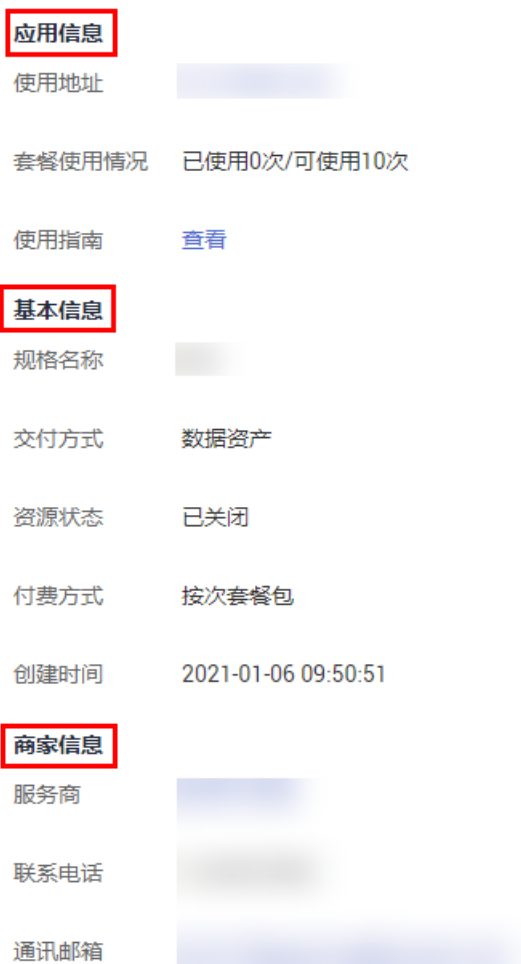 应用信息
使用地址
套餐使用情况 已使用0次/可使用10次
使用指南 查看
基本信息
规格名称
交付方式 数据资产
资源状态 已关闭
付费方式 按次套餐包
创建时间 2021-01-06 09:50:51
商家信息
服务商
联系电话
通讯邮箱